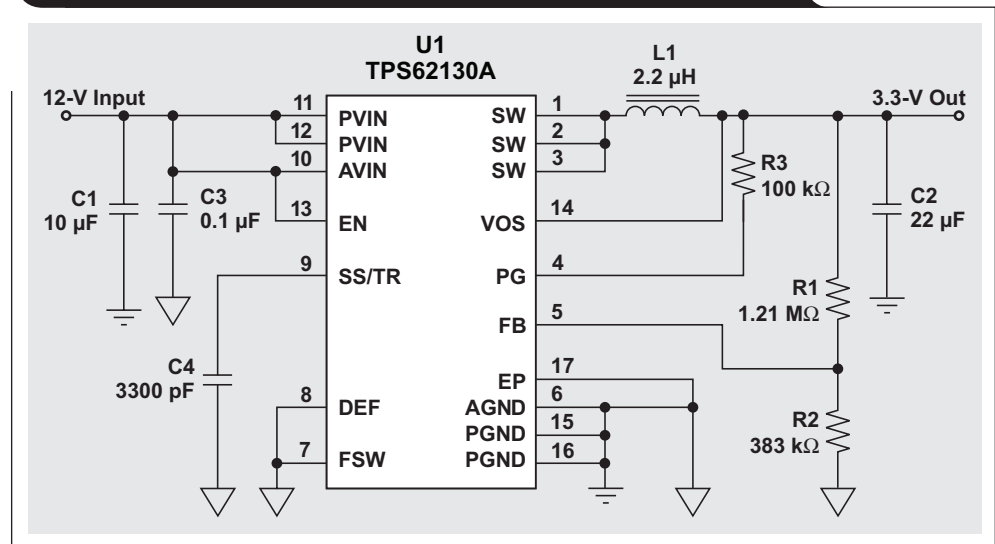 U1
TPS62130A
L1
2.2 µH
12-V Input
3.3-V Out
11
PVIN
12
PVIN
10
AVIN
13
EN
9
SS/TR
8
DEF
7
FSW
SW
1
SW
2
SW
3
VOS
14
PG
4
FB
5
EP
17
AGND
6
PGND
15
PGND
16
C1
10 µF
C3
0.1 µF
C4
3300 pF
R3
100 kΩ
C2
22 µF
R1
1.21 MΩ
R2
383 kΩ